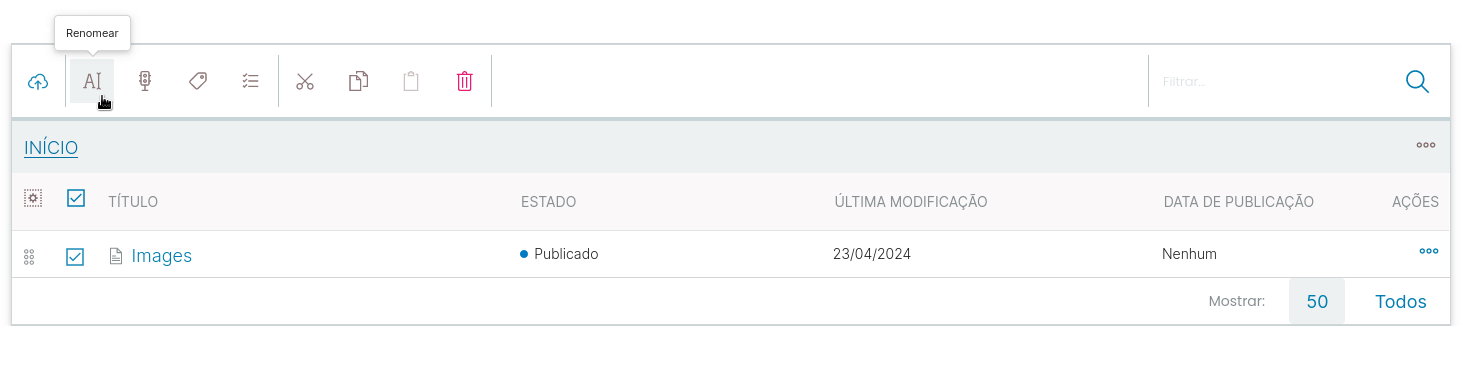 Renomear
Filtrar...
INÍCIO
TÍTULO ESTADO ÚLTIMA MODIFICAÇÃO DATA DE PUBLICAÇÃO AÇÕES
Images Publicado 23/04/2024 Nenhum
Mostrar: 50 Todos